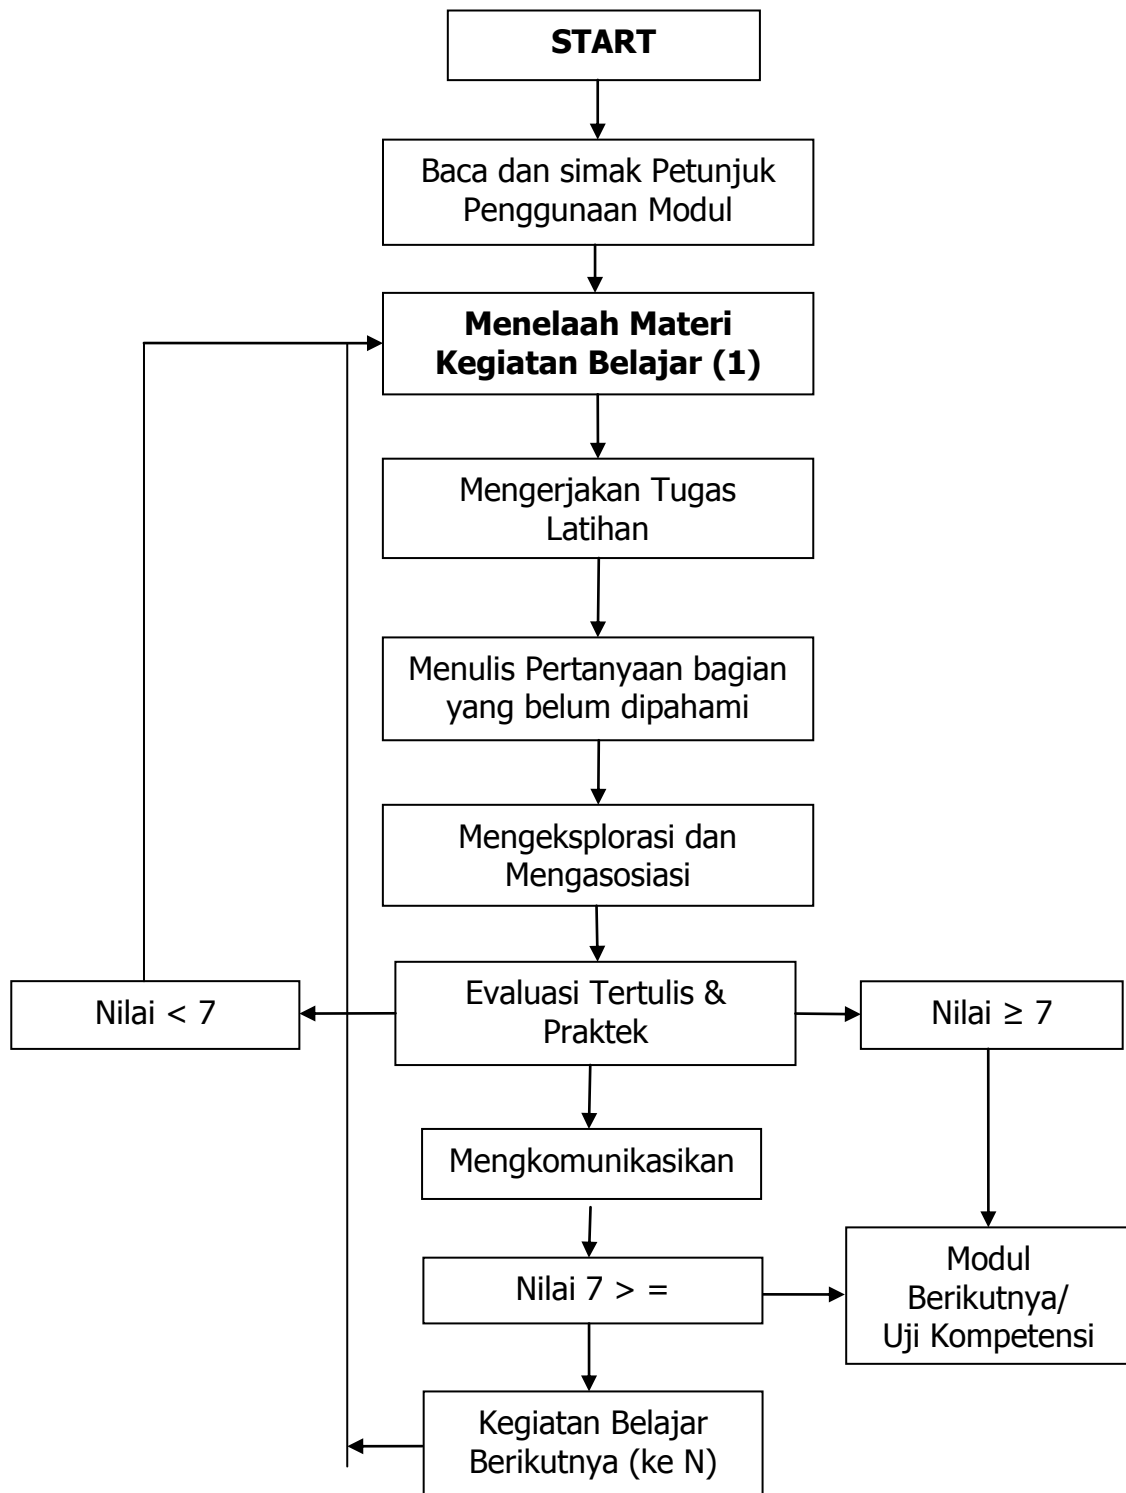 START
Baca dan simak Petunjuk
Penggunaan Modul
Menelaah Materi
Kegiatan Belajar (1)
Mengerjakan Tugas
Latihan
Menulis Pertanyaan bagian
yang belum dipahami
Mengeksplorasi dan
Mengasosiasi
Nilai < 7
Evaluasi Tertulis &
Praktek
Nilai ≥ 7
Mengkomunikasikan
Nilai 7 > =
Modul
Berikutnya/
Uji Kompetensi
Kegiatan Belajar
Berikutnya (ke N)